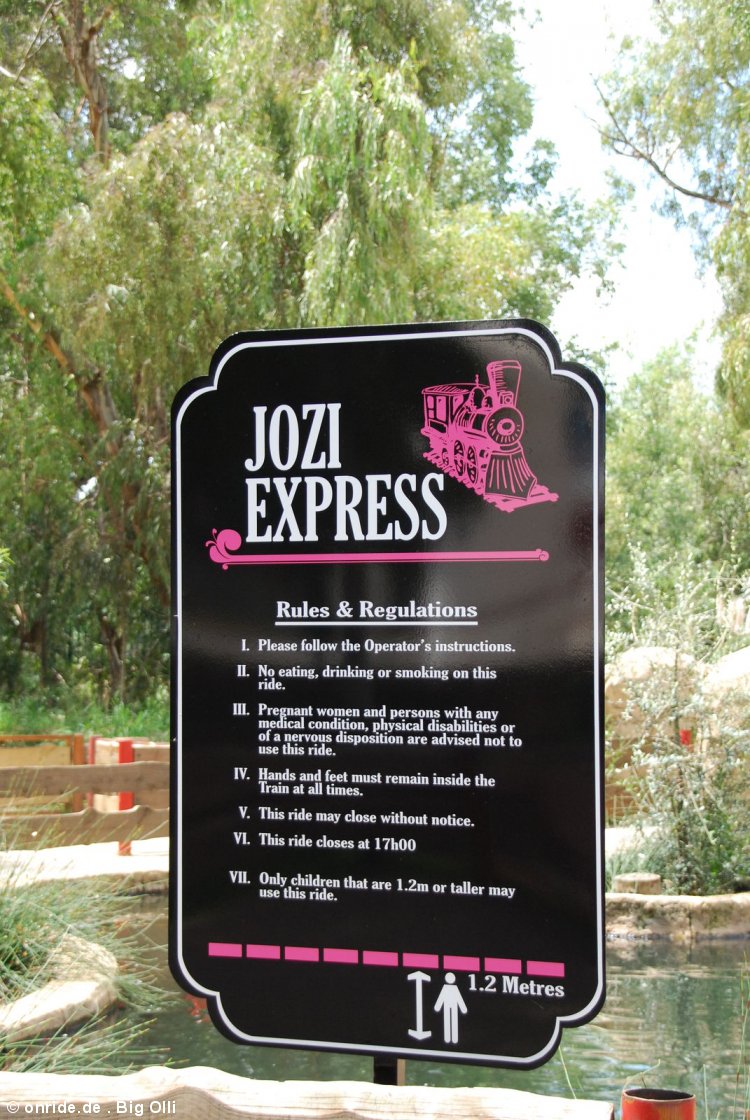 JOZI
EXPRESS
Rules & Regulations
I. Please follow the Operator's instructions.
II. No eating, drinking or smoking on this
ride.
III. Pregnant women and persons with any
medical condition, physical disabilities or
of a nervous disposition are advised not to
use this ride.
IV. Hands and feet must remain inside the
Train at all times.
V. This ride may close without notice.
VI. This ride closes at 17h00
VII. Only children that are 1.2m or taller may
use this ride.
1.2 Metres
© onride.de . Big Olli